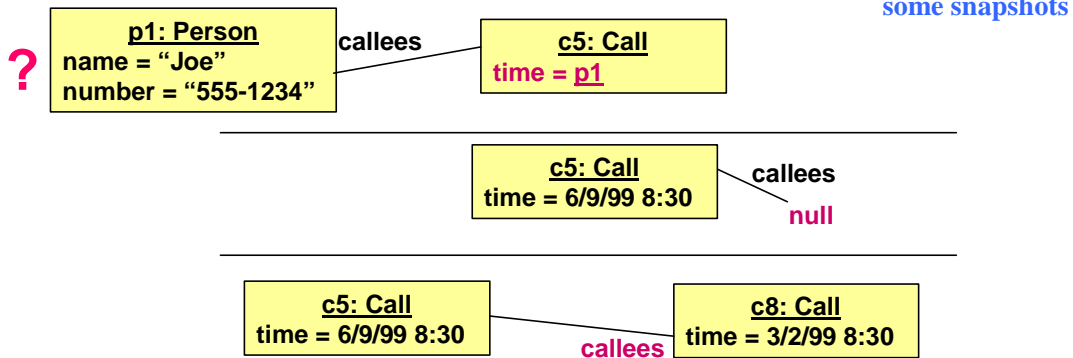 some snapshots
?
p1: Person
name = “Joe”
number = “555-1234”
callees
c5: Call
time = p1
c5: Call
time = 6/9/99 8:30
callees
null
c5: Call
time = 6/9/99 8:30
callees
c8: Call
time = 3/2/99 8:30